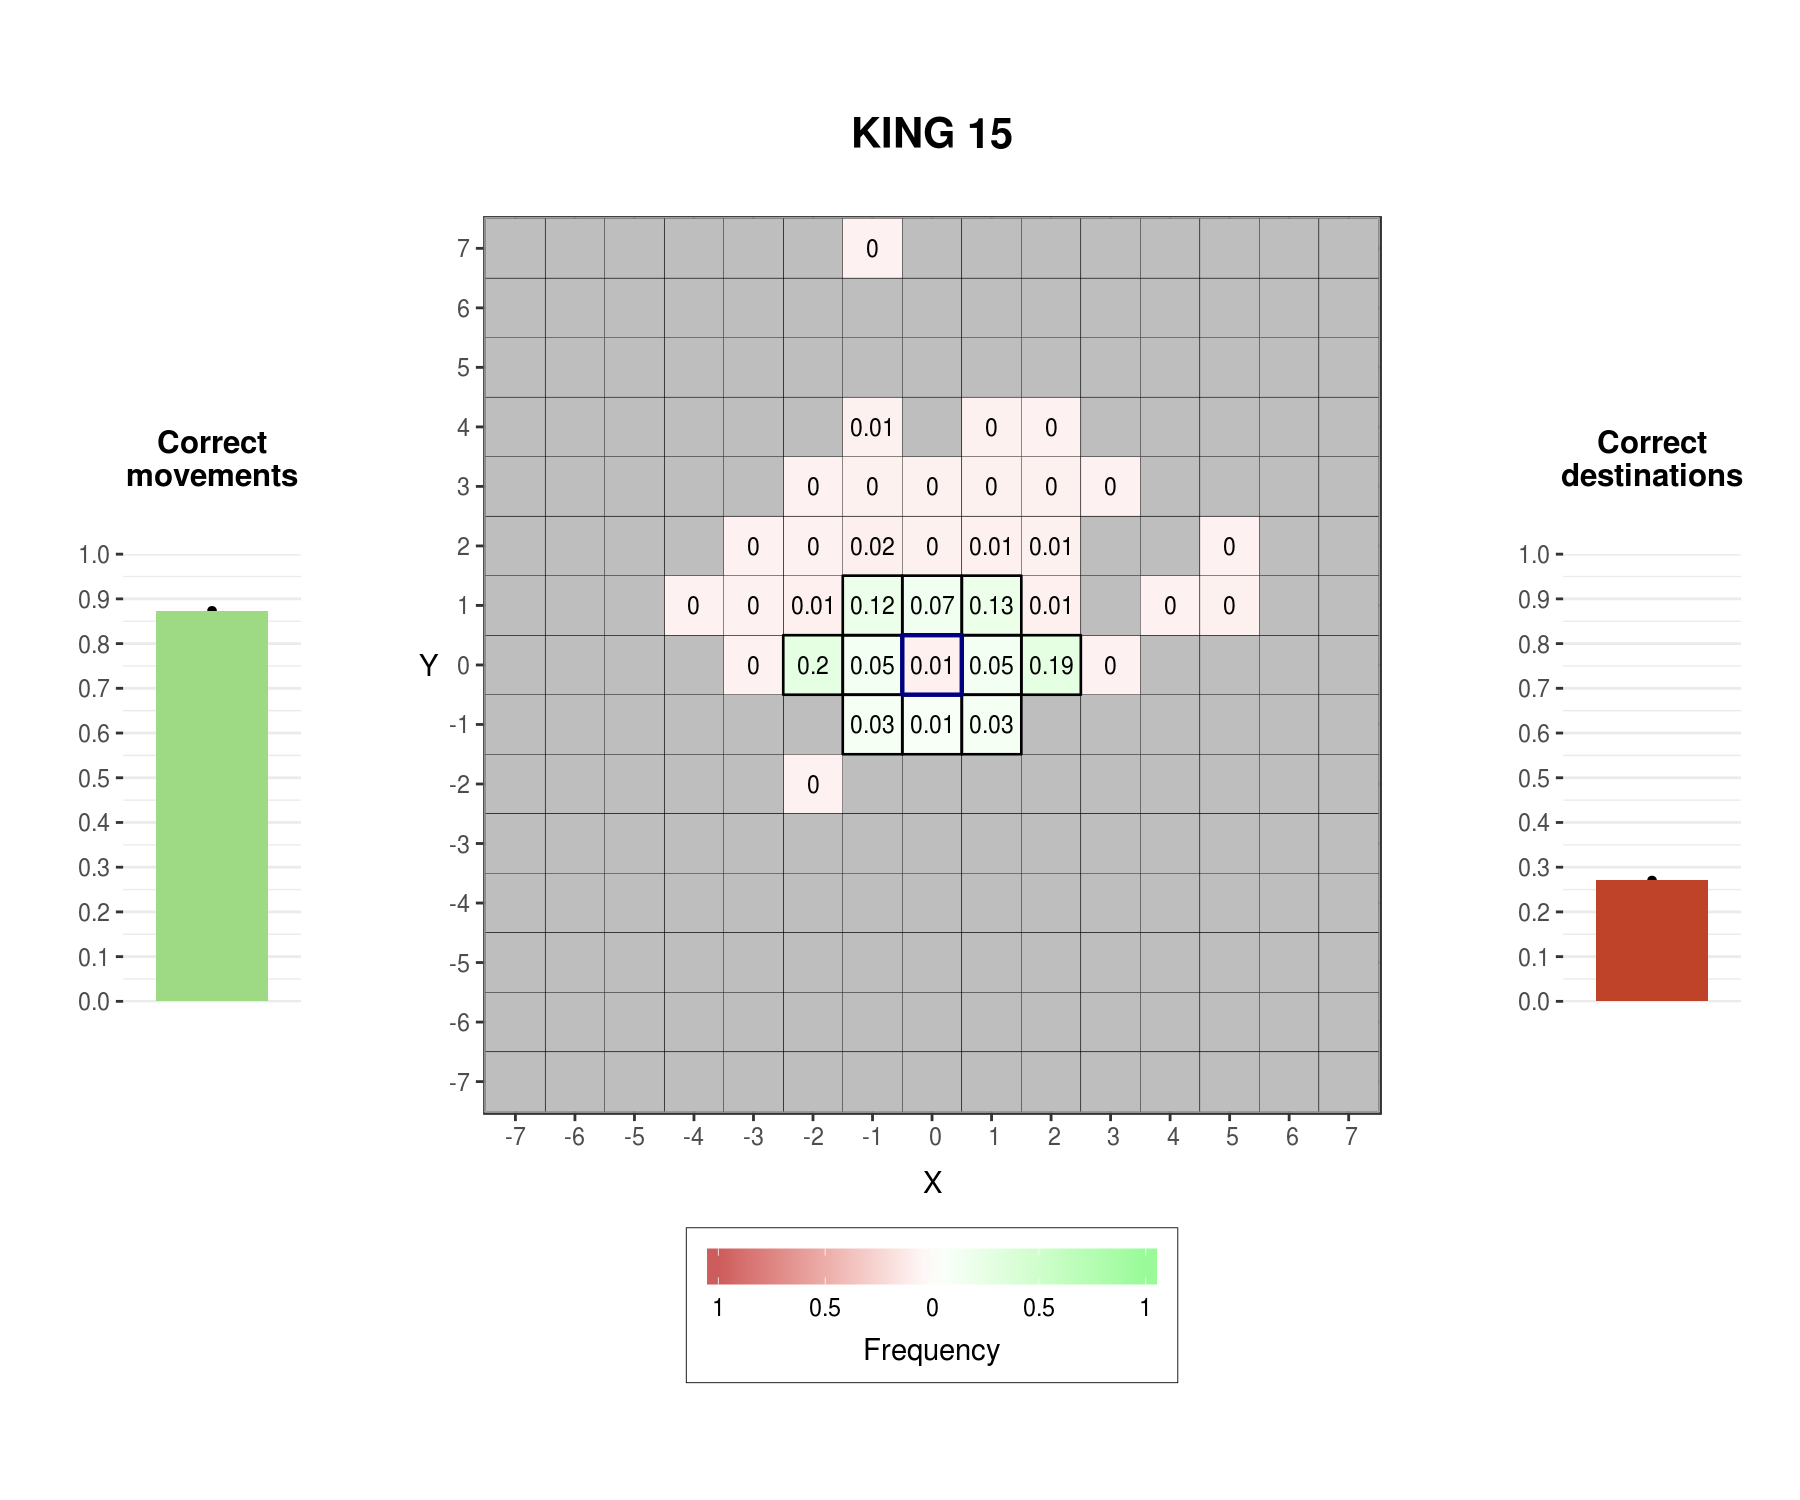 KING 15
Correct
movements
1.0
0.9
0.8
0.7
0.6
0.5
0.4
0.3
0.2
0.1
0.0
Y
7 0
6
5
4 0.01 0 0
3 0 0 0 0 0 0
2 0 0 0.02 0 0.01 0.01 0
1 0 0 0.01 0.12 0.07 0.13 0.01 0 0
0 0 0.2 0.05 0.01 0.05 0.19 0
-1 0.03 0.01 0.03
-2 0
-3
-4
-5
-6
-7
-7 -6 -5 -4 -3 -2 -1 0 1 2 3 4 5 6 7
X
1 0.5 0 0.5 1
Frequency
Correct
destinations
1.0
0.9
0.8
0.7
0.6
0.5
0.4
0.3
0.2
0.1
0.0